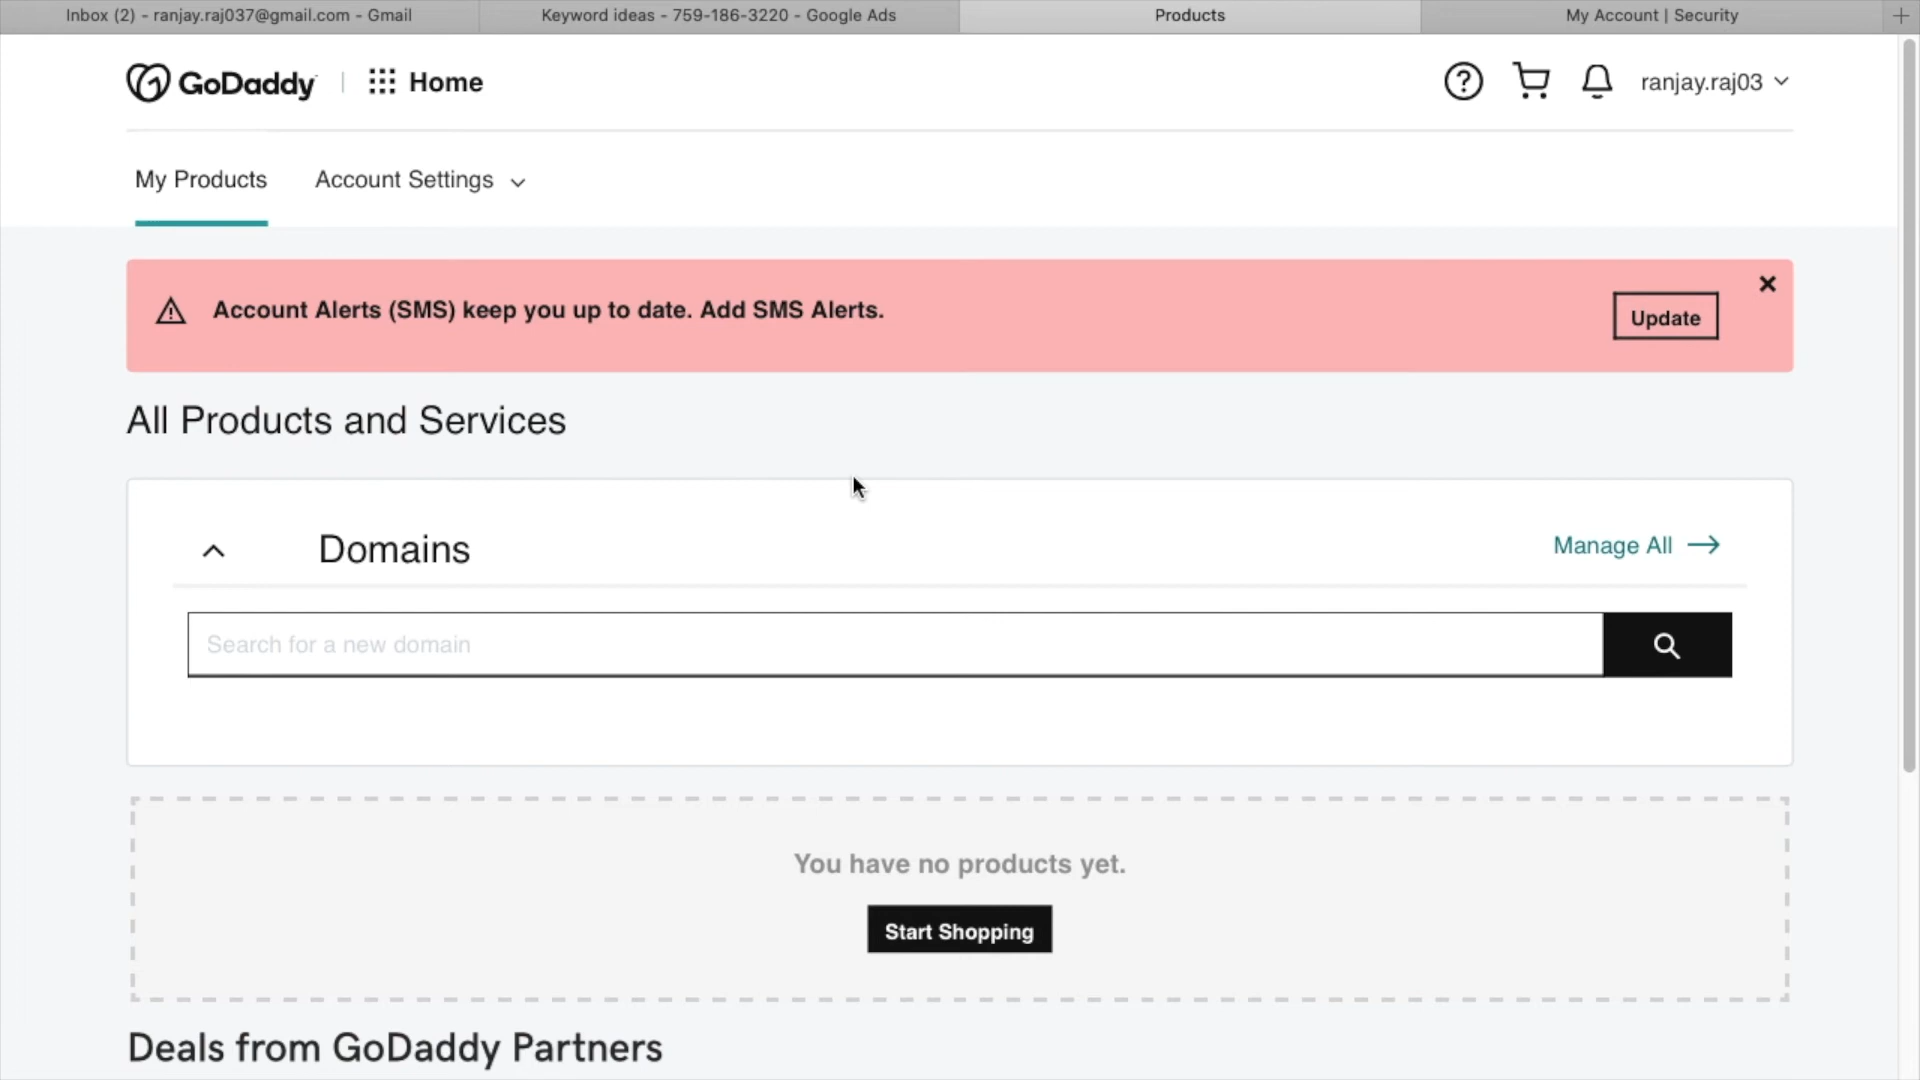 Inbox (2) - ranjay.raj037@gmail.com - Gmail
Keyword ideas - 759-186-3220 - Google Ads
Products
My Account | Security
GoDaddy
Home
ranjay.raj03
My Products
Account Settings
Account Alerts (SMS) keep you up to date. Add SMS Alerts.
Update
All Products and Services
Domains
Manage All
Search for a new domain
You have no products yet.
Start Shopping
Deals from GoDaddy Partners